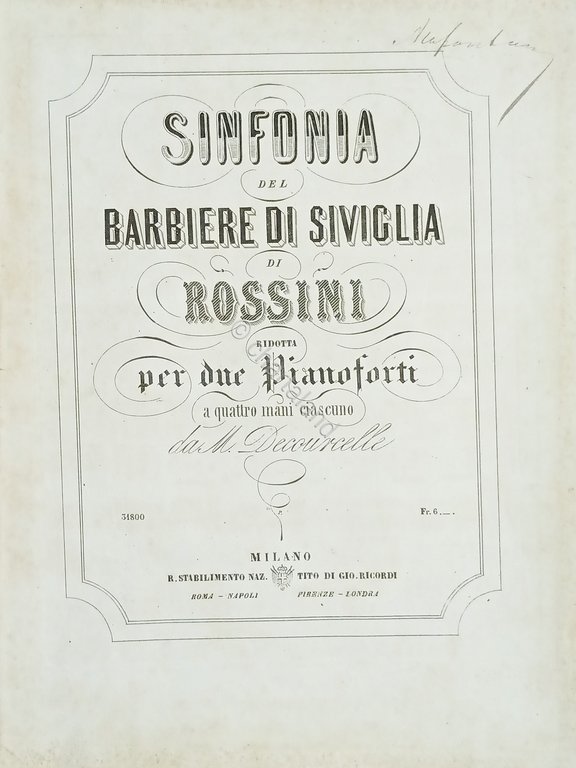 SINFONIA
DEL
BARBIERE DI SIVIGLIA
DI
ROSSINI
RIDOTTA
per due Pianoforti
a quattro mani ciascuno
da M. Decourcelle
31800 Fr. 6._.
MILANO
R. STABILIMENTO NAZ. TITO DI GIO. RICORDI
ROMA - NAPOLI FIRENZE - LONDRA